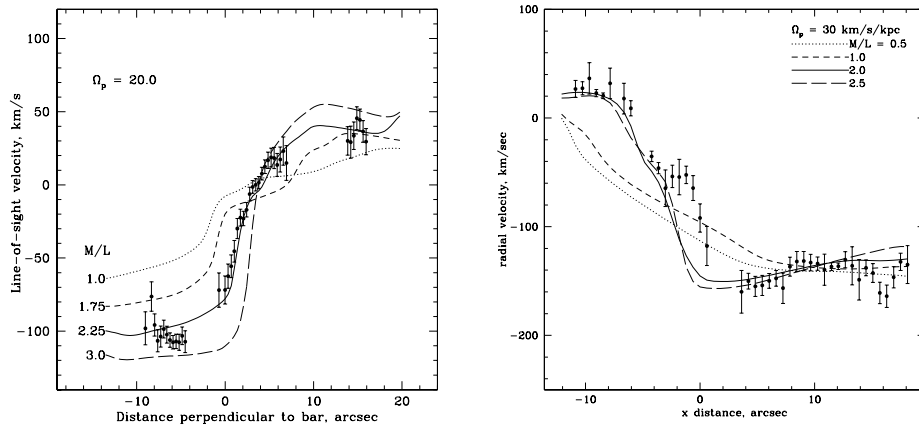 100
50
0
−50
−100
Line−of−sight velocity, km/s
Ωp = 20.0
M/L
1.0
1.75
2.25
3.0
−10 0 10 20
Distance perpendicular to bar, arcsec
100
0
−100
−200
radial velocity, km/sec
Ωp = 30 km/s/kpc
M/L = 0.5
1.0
2.0
2.5
−10 0 10
x distance, arcsec